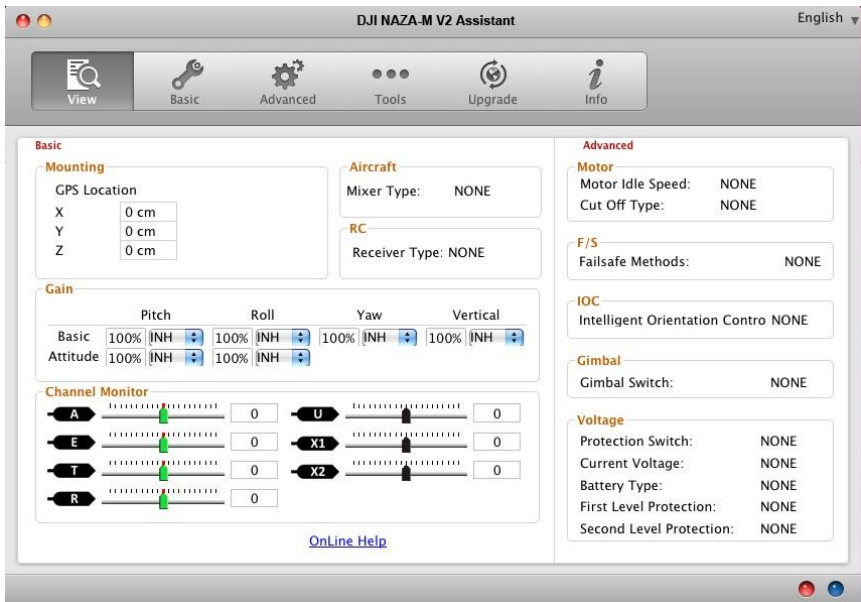 DJI NAZA-M V2 Assistant
English
View
Basic
Advanced
Tools
Upgrade
Info
Basic
Mounting
GPS Location
X 0 cm
Y 0 cm
Z 0 cm
Aircraft
Mixer Type: NONE
RC
Receiver Type: NONE
Gain
Pitch Roll Yaw Vertical
Basic 100% INH 100% INH 100% INH 100% INH
Attitude 100% INH 100% INH
Channel Monitor
A 0 U 0
E 0 X1 0
T 0 X2 0
R 0
OnLine Help
Advanced
Motor
Motor Idle Speed: NONE
Cut Off Type: NONE
F/S
Failsafe Methods: NONE
IOC
Intelligent Orientation Contro NONE
Gimbal
Gimbal Switch: NONE
Voltage
Protection Switch: NONE
Current Voltage: NONE
Battery Type: NONE
First Level Protection: NONE
Second Level Protection: NONE